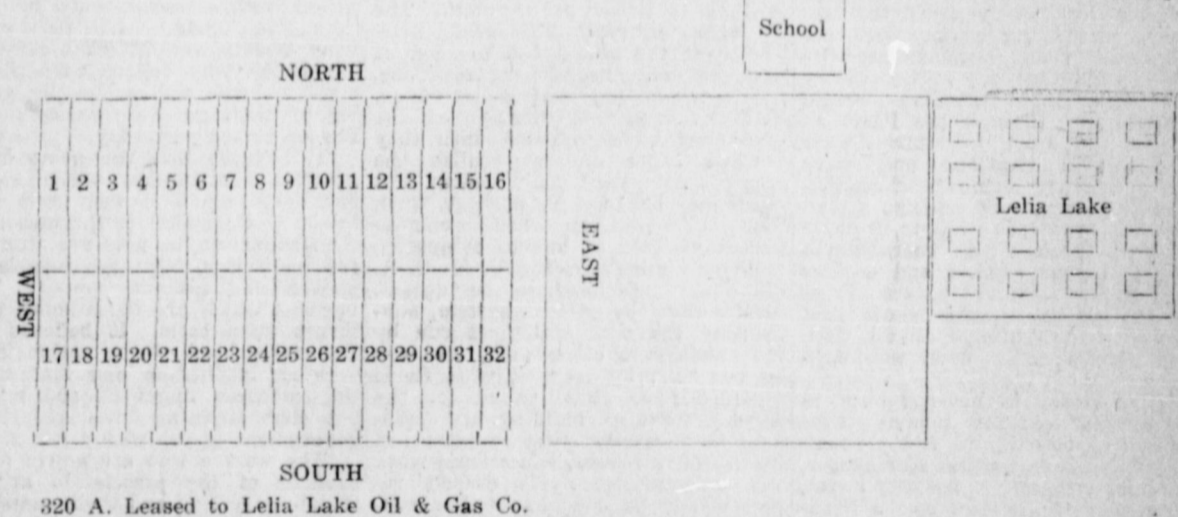 School
NORTH
1 2 3 4 5 6 7 8 9 10 11 12 13 14 15 16
Lelia Lake
EAST
WEST
17 18 19 20 21 22 23 24 25 26 27 28 29 30 31 32
SOUTH
320 A. Leased to Lelia Lake Oil & Gas Co.